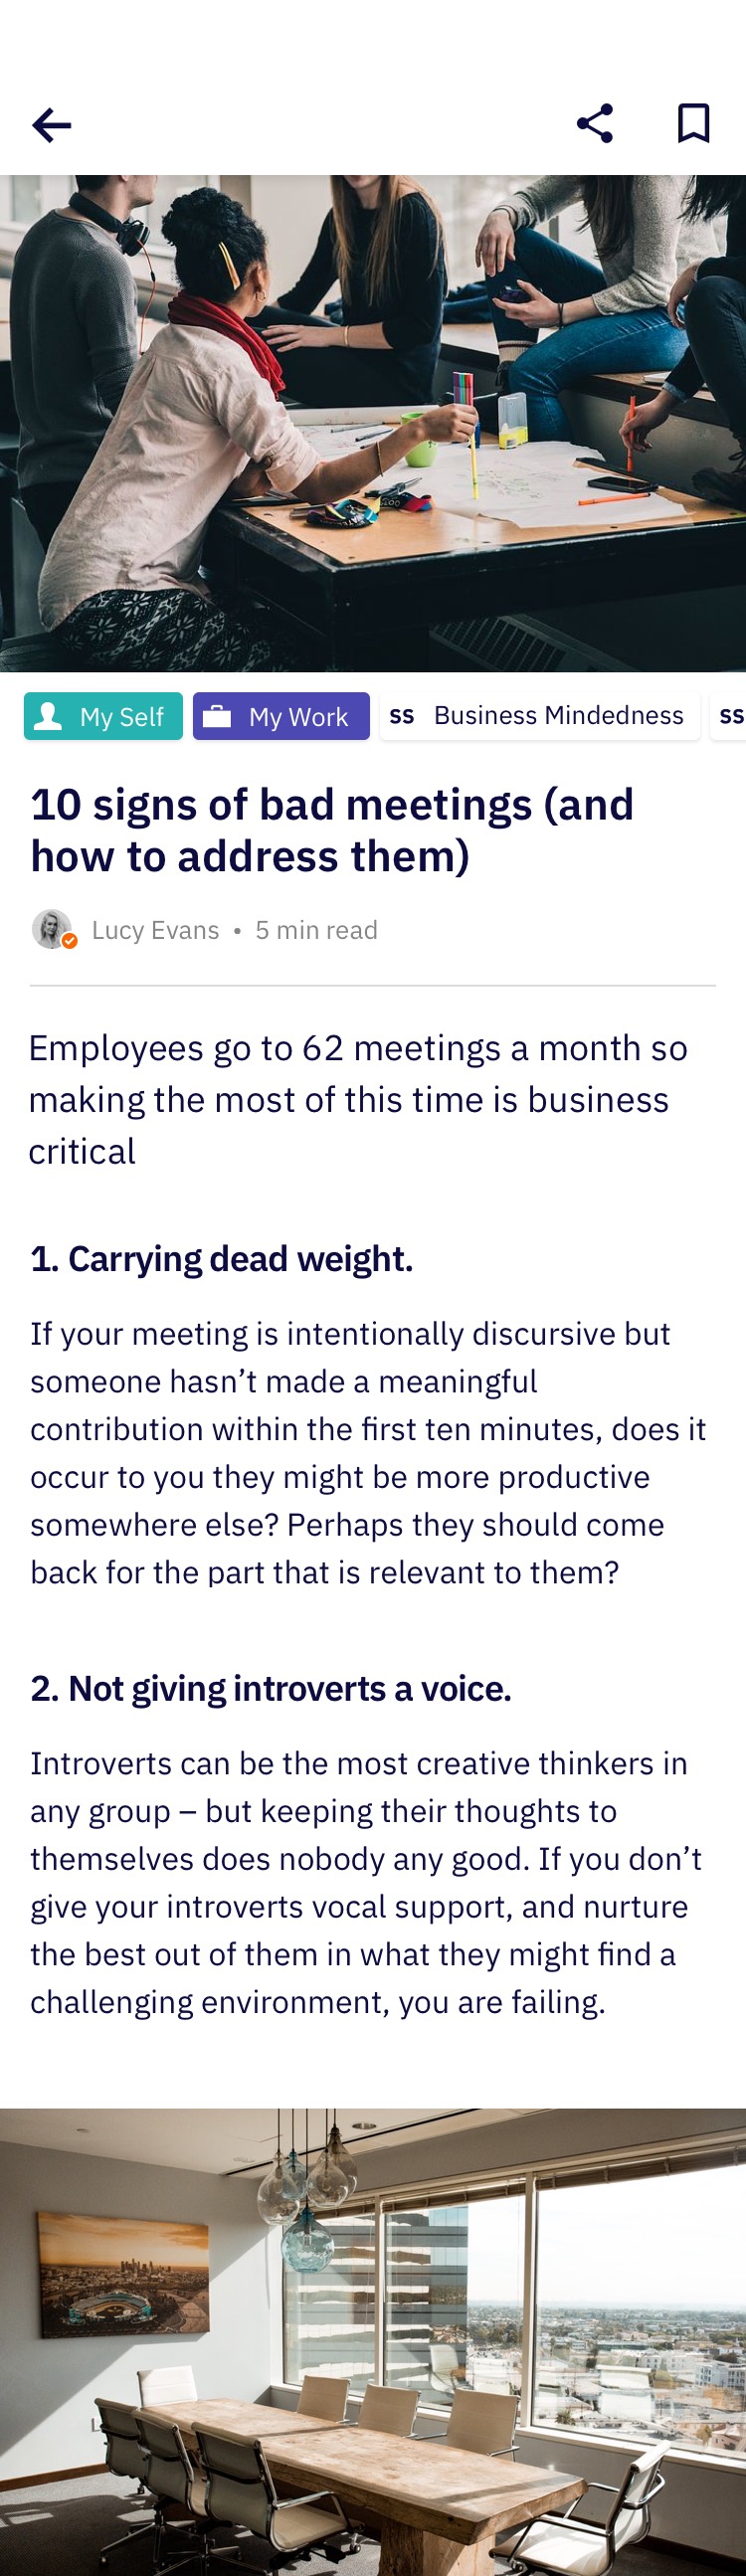 My Self My Work ss Business Mindedness ss
10 signs of bad meetings (and
how to address them)
Lucy Evans • 5 min read
Employees go to 62 meetings a month so
making the most of this time is business
critical
1. Carrying dead weight.
If your meeting is intentionally discursive but
someone hasn’t made a meaningful
contribution within the first ten minutes, does it
occur to you they might be more productive
somewhere else? Perhaps they should come
back for the part that is relevant to them?
2. Not giving introverts a voice.
Introverts can be the most creative thinkers in
any group – but keeping their thoughts to
themselves does nobody any good. If you don’t
give your introverts vocal support, and nurture
the best out of them in what they might find a
challenging environment, you are failing.